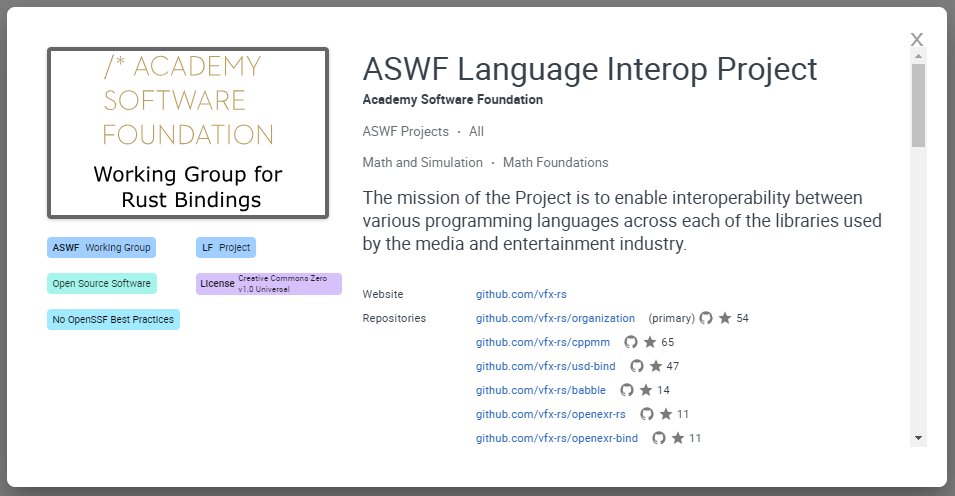 /* ACADEMY
SOFTWARE
FOUNDATION
Working Group for
Rust Bindings
ASWF Working Group
LF Project
Open Source Software
License Creative Commons Zero
v1.0 Universal
No OpenSSF Best Practices
X
ASWF Language Interop Project
Academy Software Foundation
ASWF Projects · All
Math and Simulation · Math Foundations
The mission of the Project is to enable interoperability between
various programming languages across each of the libraries used
by the media and entertainment industry.
Website github.com/vfx-rs
Repositories github.com/vfx-rs/organization (primary) 54
github.com/vfx-rs/cppmm 65
github.com/vfx-rs/usd-bind 47
github.com/vfx-rs/babble 14
github.com/vfx-rs/openexr-rs 11
github.com/vfx-rs/openexr-bind 11